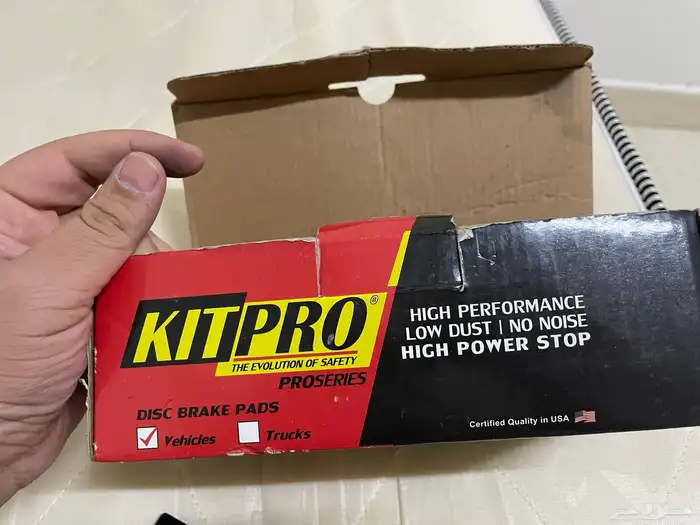 KITPRO®
THE EVOLUTION OF SAFETY
PROSERIES
DISC BRAKE PADS
Vehicles Trucks
HIGH PERFORMANCE
LOW DUST | NO NOISE
HIGH POWER STOP
Certified Quality in USA